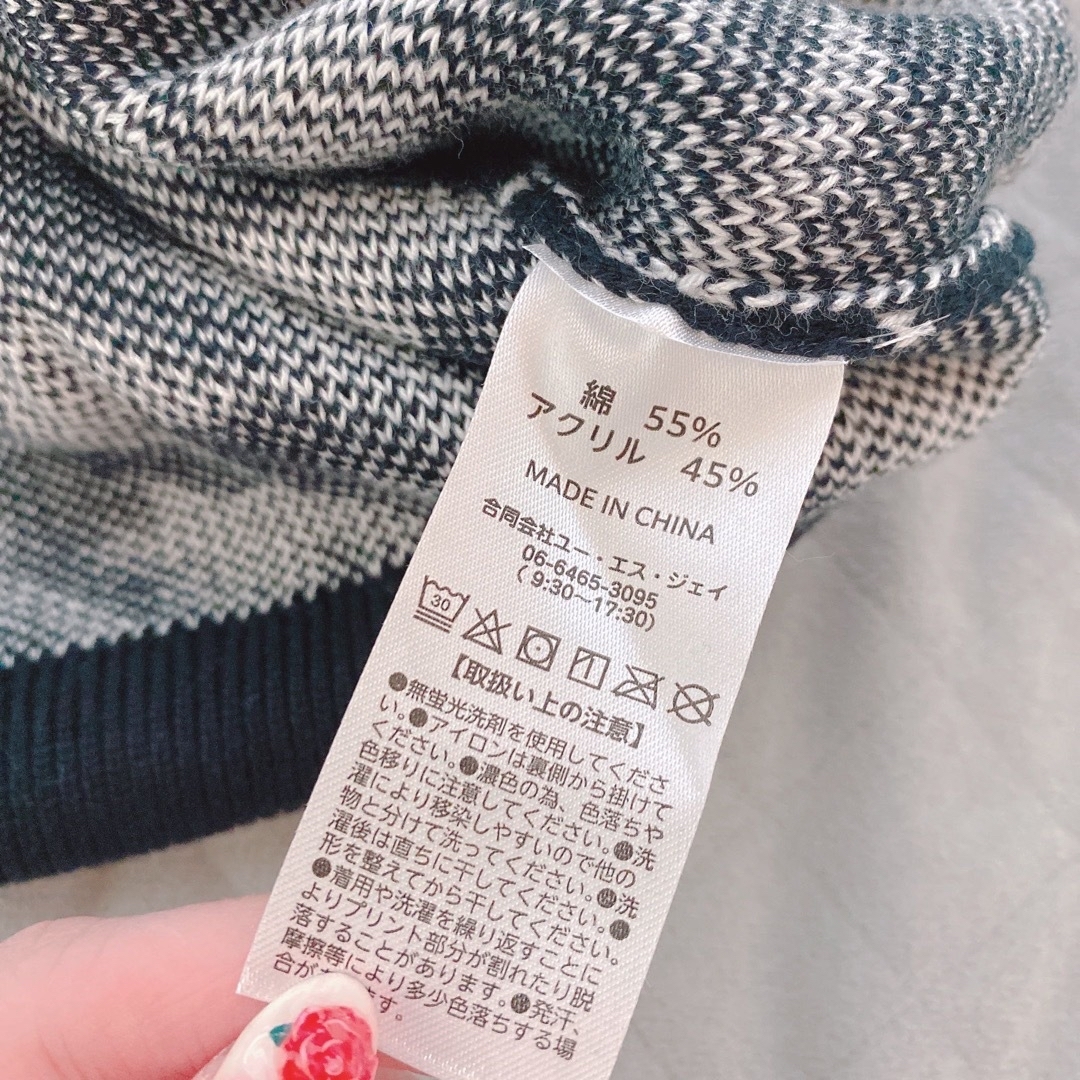 綿 55%
アクリル 45%
MADE IN CHINA
合同会社ユー・エス・ジェイ
06-6465-3095
(9:30〜17:30)
30
【取扱い上の注意】
●無蛍光洗剤を使用してくださ
い。●アイロンは裏側から掛けて
ください。●濃色の為、色落ちや
色移りに注意してください。●洗
濯により移染しやすいので他の
物と分けて洗ってください。●洗
濯後は直ちに干してください。●
形を整えてから干してください。
●着用や洗濯を繰り返すことに
よりプリント部分が割れたり脱
落することがあります。●発汗、
摩擦等により多少色落ちする場
合が
ます。